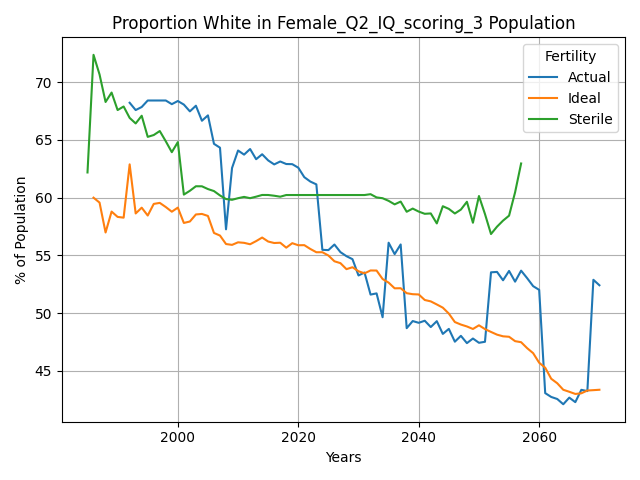 Proportion White in Female_Q2_IQ_scoring_3 Population
Fertility
Actual
Ideal
Sterile
% of Population
70
65
60
55
50
45
2000
2020
2040
2060
Years